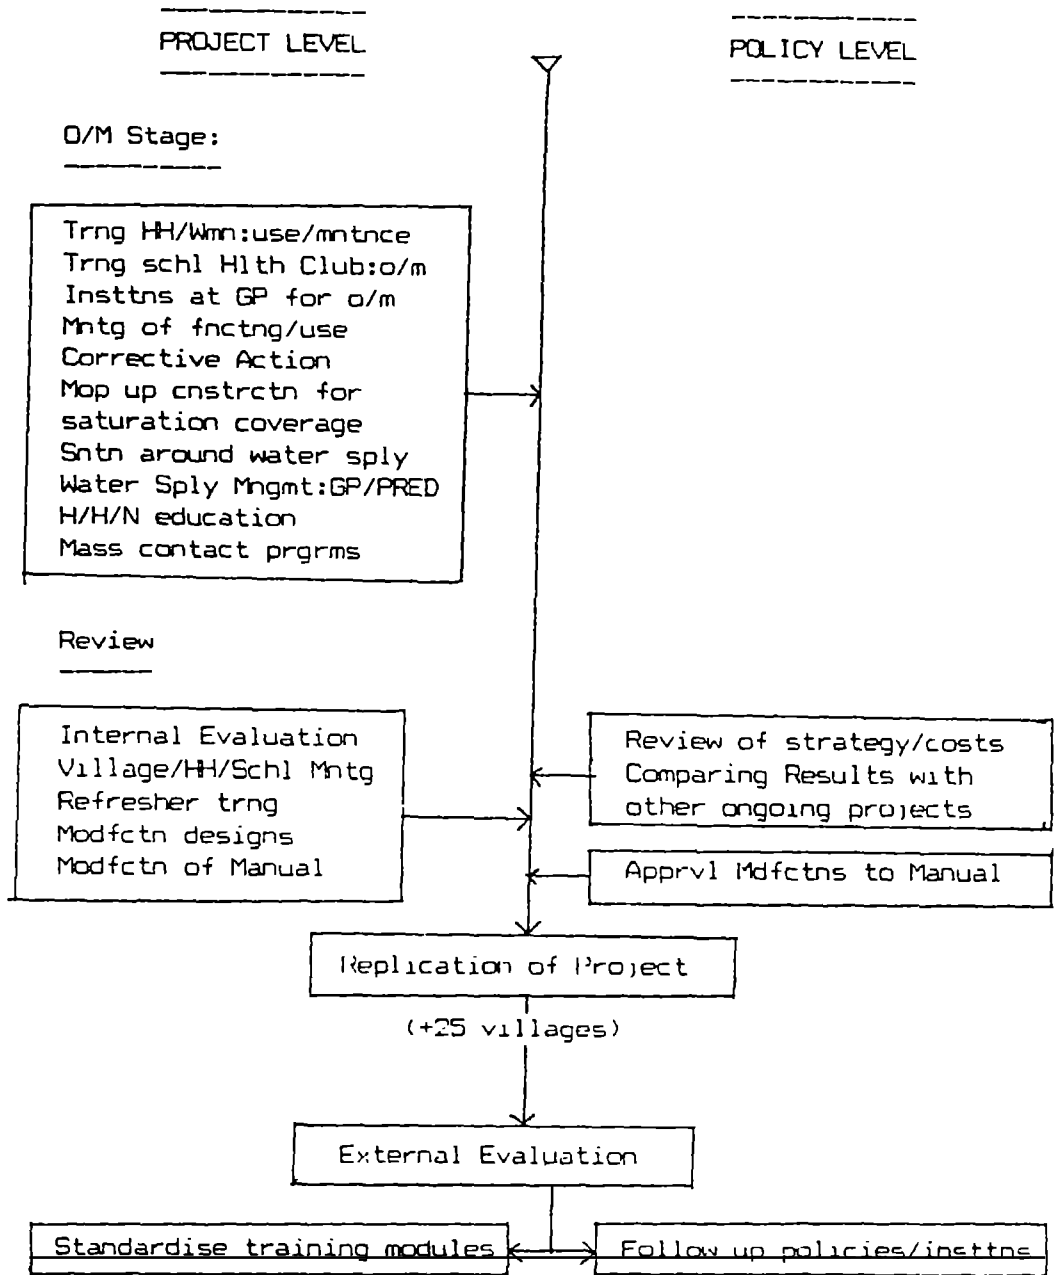 PROJECT LEVEL
POLICY LEVEL
O/M Stage:
Trng HH/Wmn:use/mntnce
Trng schl Hlth Club:o/m
Insttns at GP for o/m
Mntg of fnctng/use
Corrective Action
Mop up cnstrctn for
saturation coverage
Sntn around water sply
Water Sply Mngmt:GP/PRED
H/H/N education
Mass contact prgrms
Review
Internal Evaluation
Village/HH/Schl Mntg
Refresher trng
Modfctn designs
Modfctn of Manual
Review of strategy/costs
Comparing Results with
other ongoing projects
Apprvl Mdfctns to Manual
Replication of Project
(+25 villages)
External Evaluation
Standardise training modules
Follow up policies/insttns